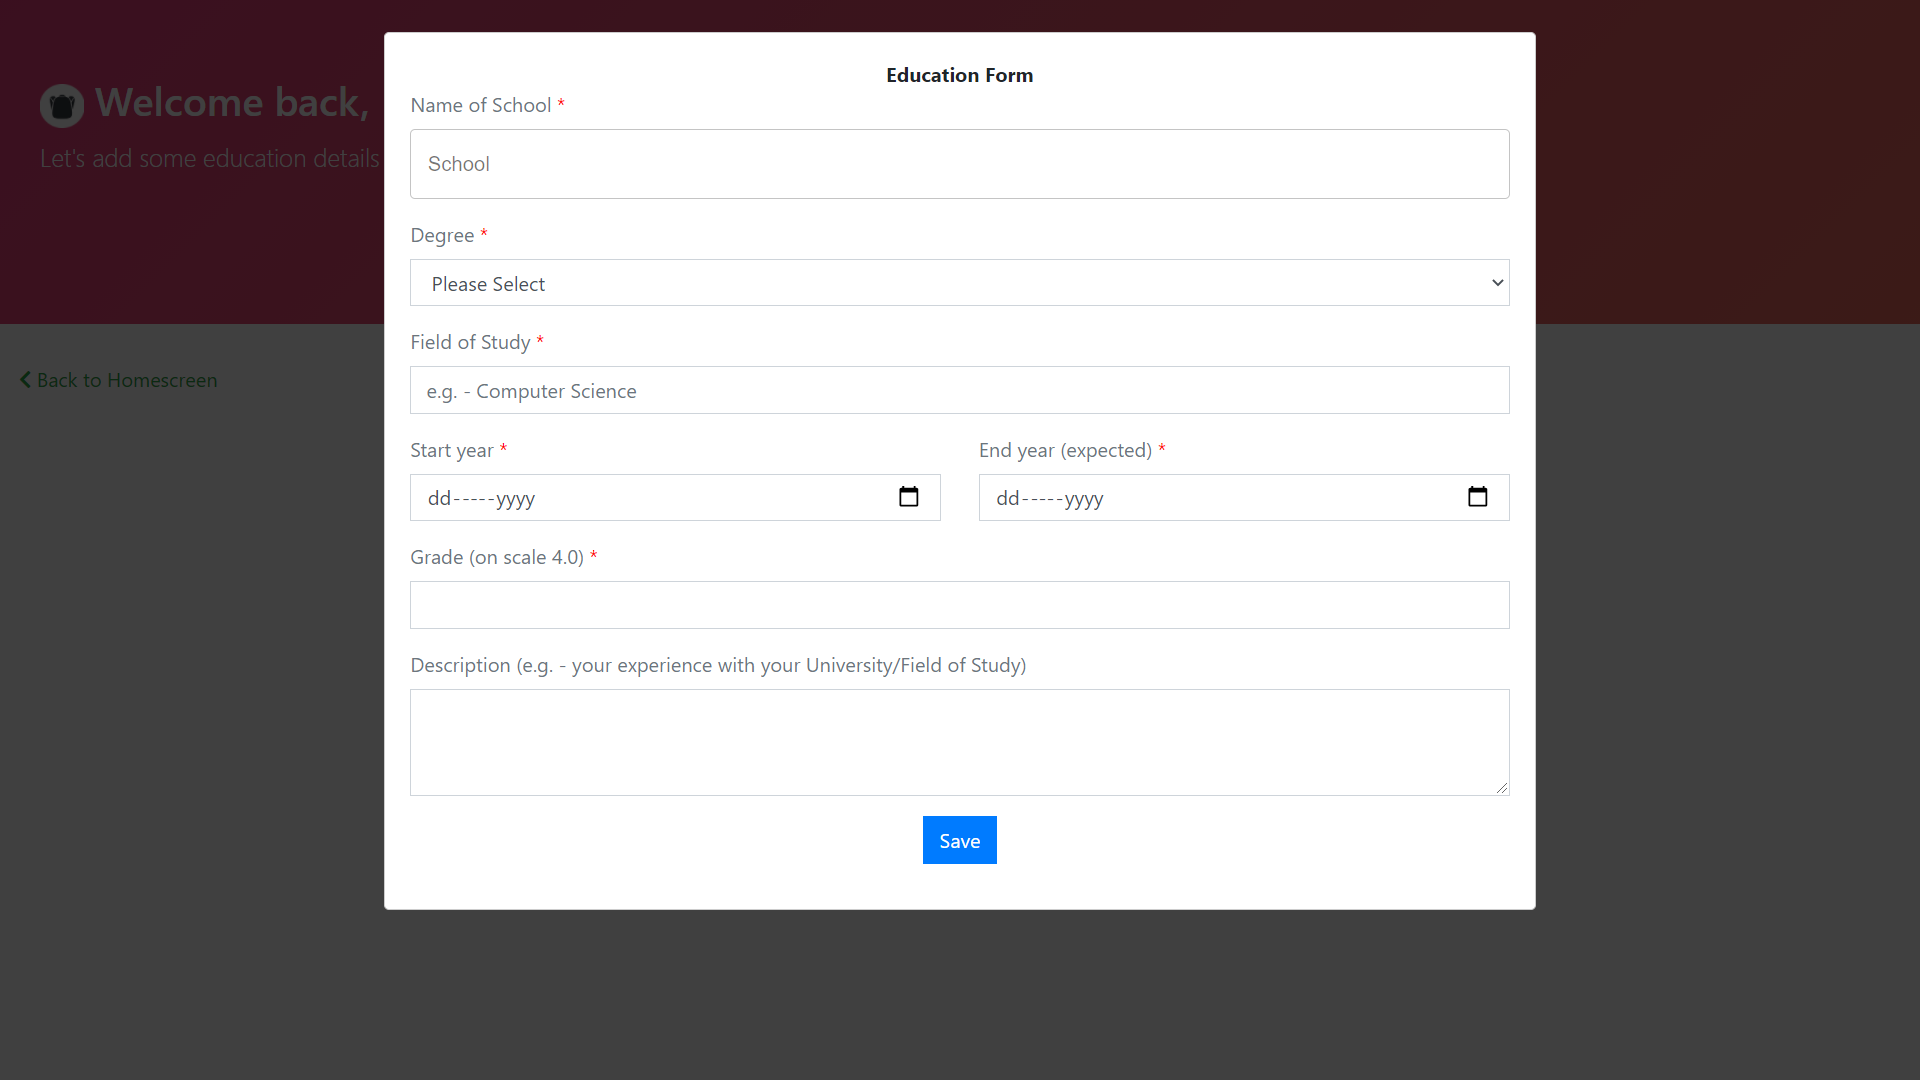 Education Form
Welcome back,
Let's add some education details
Back to Homescreen
Name of School *
School
Degree *
Please Select
Field of Study *
e.g. - Computer Science
Start year *
End year (expected) *
dd-----yyyy
dd-----yyyy
Grade (on scale 4.0) *
Description (e.g. - your experience with your University/Field of Study)
Save